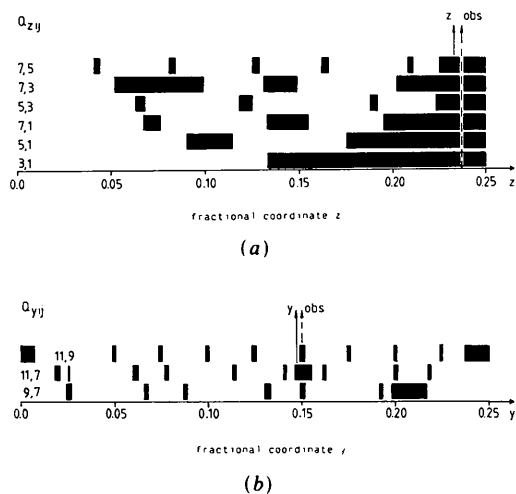 Qzij
z obs
7,5
7,3
5,3
7,1
5,1
3,1
0.0 0.05 0.10 0.15 0.20 0.25 z
fractional coordinate z
(a)
Qyij
y obs
11,9
11,7
9,7
0.0 0.05 0.10 0.15 0.20 0.25 y
fractional coordinate y
(b)